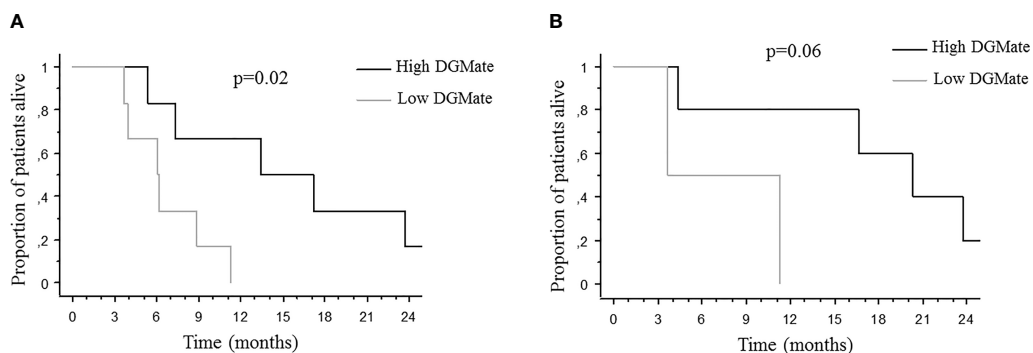 A
p=0.02
High DGMate
Low DGMate
Proportion of patients alive
1
,8
,6
,4
,2
0
0 3 6 9 12 15 18 21 24
Time (months)
B
p=0.06
High DGMate
Low DGMate
Proportion of patients alive
1
,8
,6
,4
,2
0
0 3 6 9 12 15 18 21 24
Time (months)